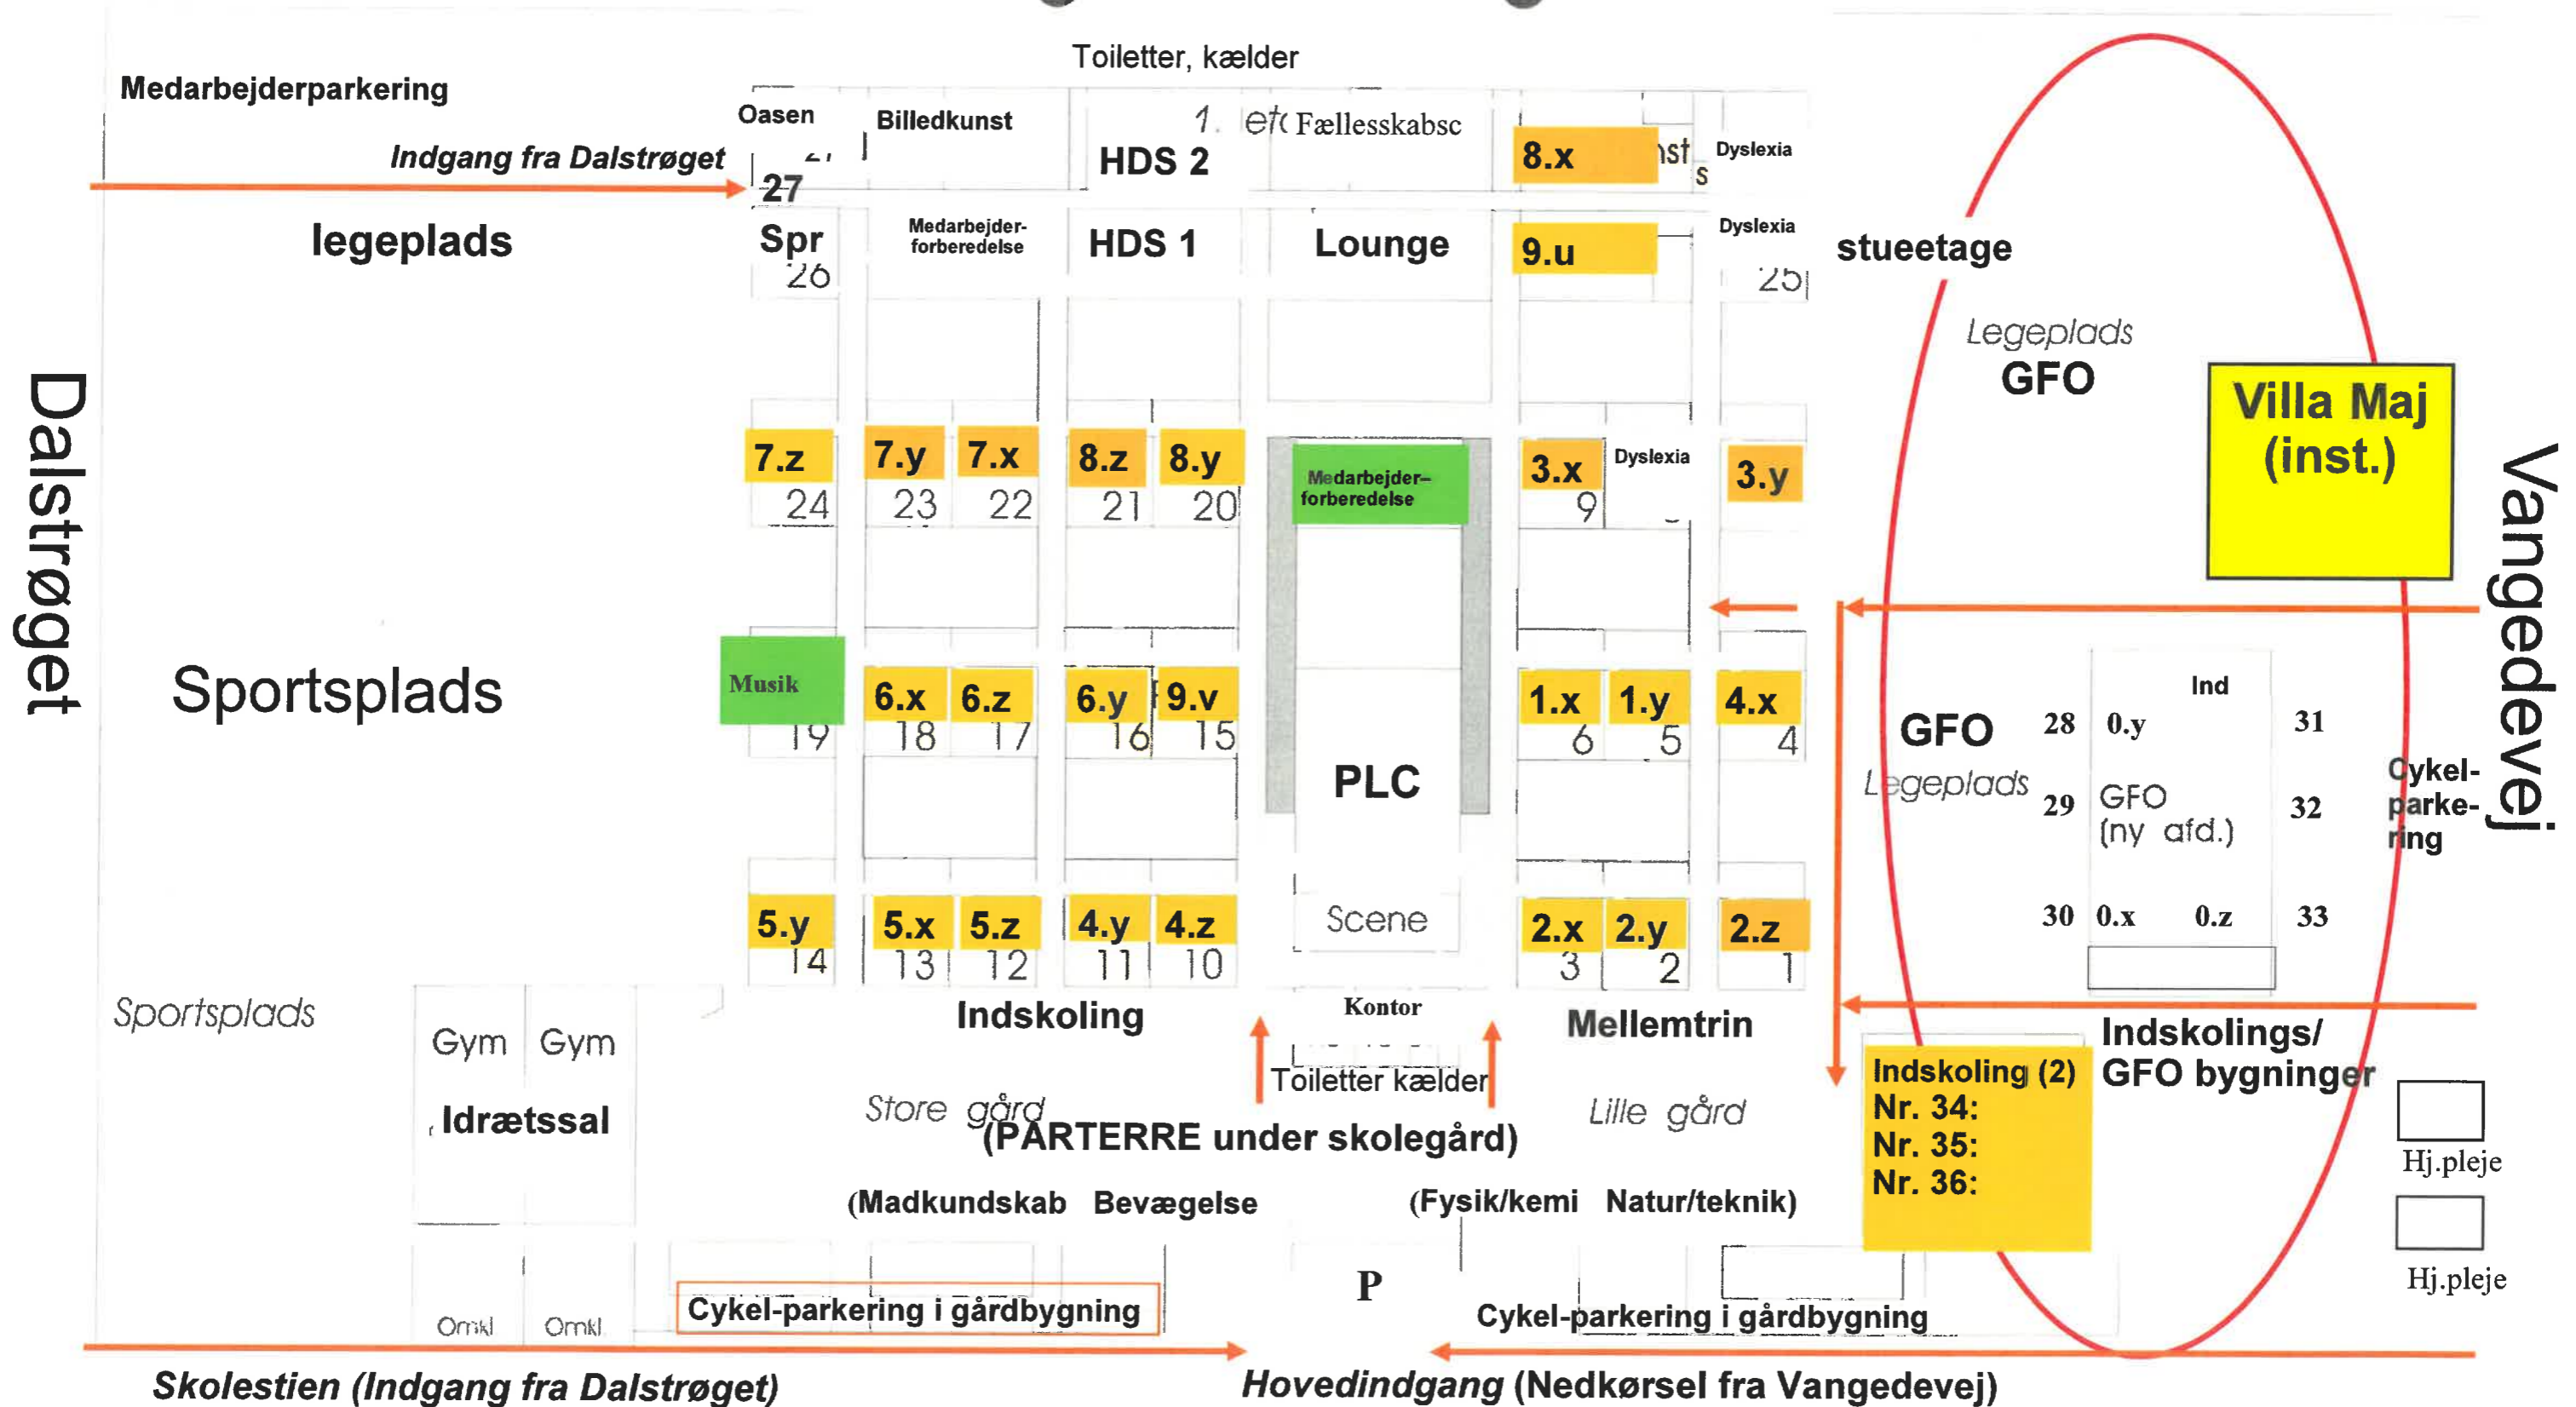 Toiletter, kælder
Medarbejderparkering
Oasen
Billedkunst
1.
Fællesskabsc
Indgang fra Dalstrøget
27
HDS 2
8.x
Dyslexia
legeplads
Spr
26
Medarbejder-
forberedelse
HDS 1
Lounge
9.u
Dyslexia
25
stueetage
Legeplads
GFO
Villa Maj
(inst.)
Dalstrøget
Vangedevej
7.z
7.y
7.x
8.z
8.y
Medarbejder–
forberedelse
3.x
Dyslexia
3.y
24
23
22
21
20
9
Sportsplads
Musik
6.x
6.z
6.y
9.v
1.x
1.y
4.x
19
18
17
16
15
6
5
4
PLC
GFO
Legeplads
Ind
28
0.y
31
29
GFO
(ny afd.)
32
30
0.x
0.z
33
Cykel-
parke-
ring
5.y
5.x
5.z
4.y
4.z
Scene
2.x
2.y
2.z
14
13
12
11
10
3
2
1
Sportsplads
Gym
Gym
Idrætssal
Indskoling
Kontor
Mellemtrin
Toiletter kælder
Store gård
Lille gård
(PARTERRE under skolegård)
(Madkundskab Bevægelse
(Fysik/kemi Natur/teknik)
Indskolings/
GFO bygninger
Indskoling (2)
Nr. 34:
Nr. 35:
Nr. 36:
Hj.pleje
Hj.pleje
P
Cykel-parkering i gårdbygning
Cykel-parkering i gårdbygning
Omkl
Omkl
Skolestien (Indgang fra Dalstrøget)
Hovedindgang (Nedkørsel fra Vangedevej)